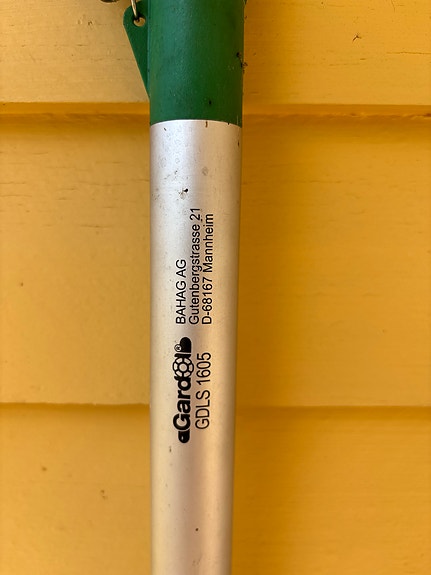 BAHAG AG
Gutenbergstrasse 21
D-68167 Mannheim
Gardol®
GDLS 1605